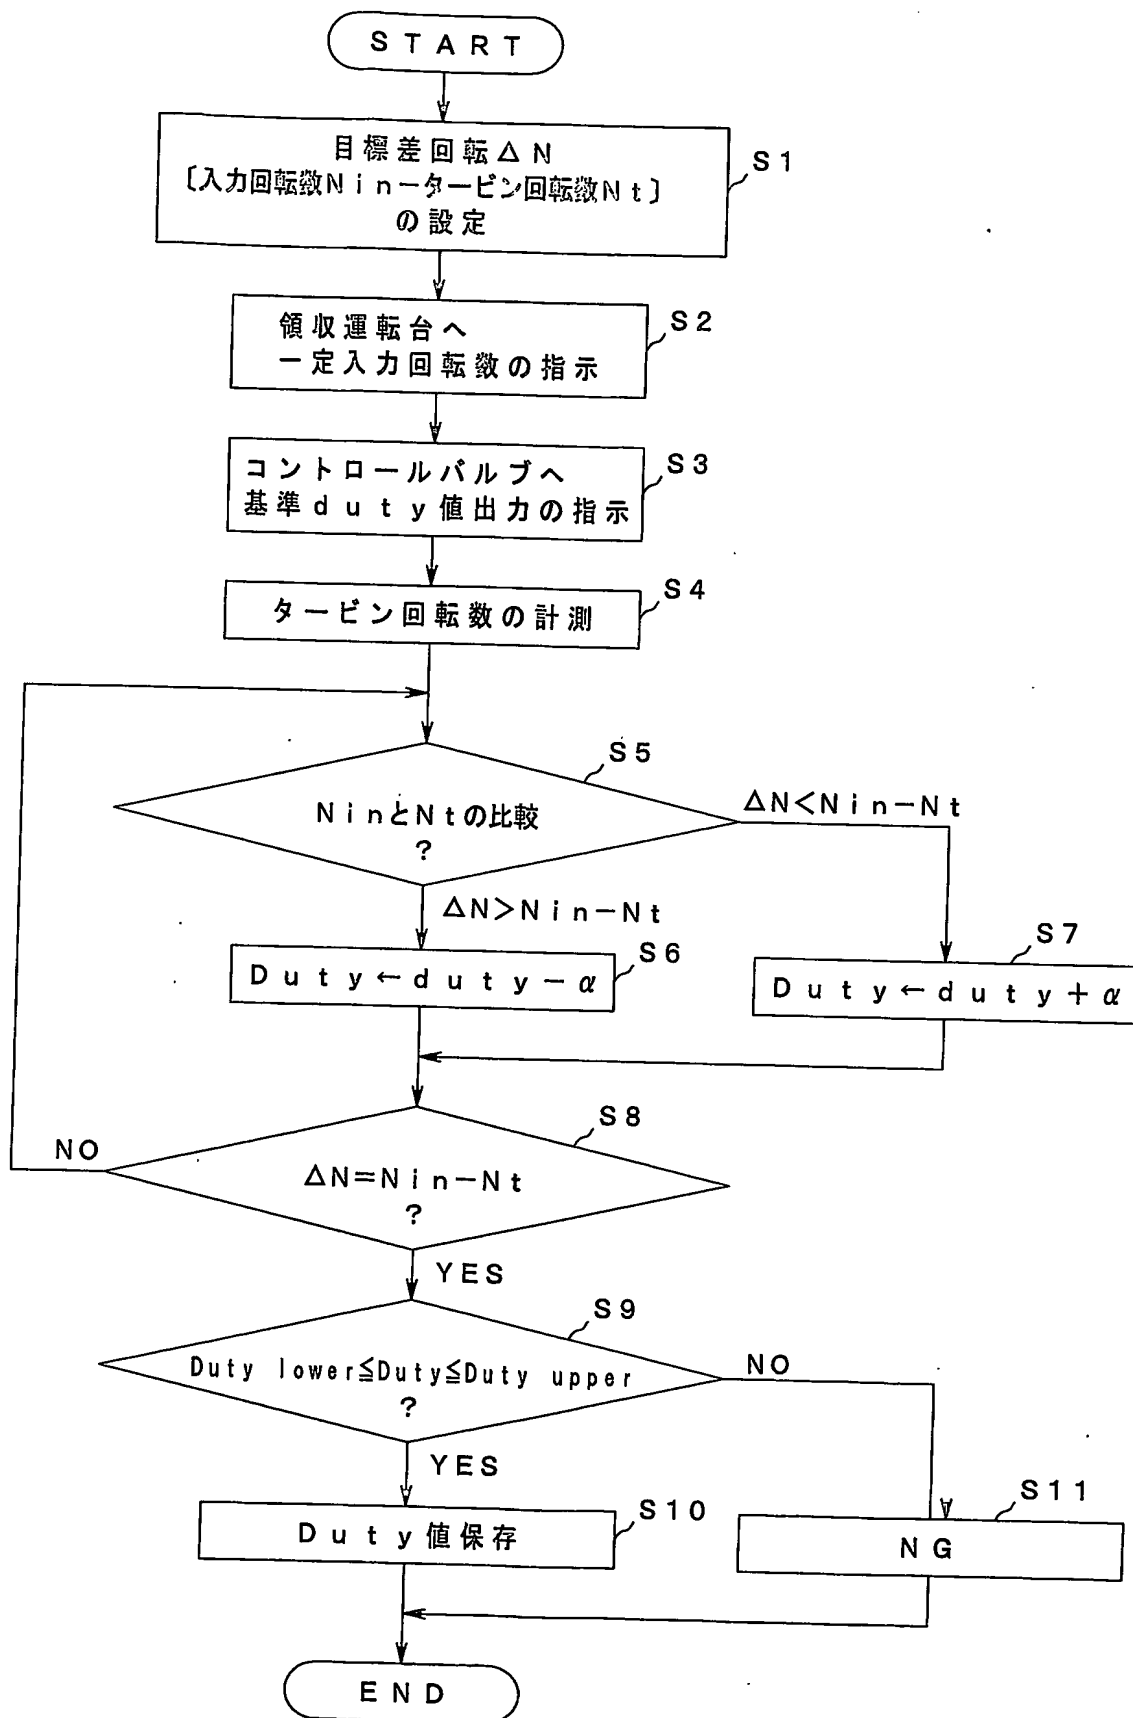 START
目標差回転△N
〔入力回転数Nin−タービン回転数Nt〕
の設定
S1
領収運転台へ
一定入力回転数の指示
S2
コントロールバルブへ
基準duty値出力の指示
S3
タービン回転数の計測
S4
NinとNtの比較
?
S5
△N<Nin−Nt
△N>Nin−Nt
Duty←duty−α
S6
Duty←duty+α
S7
△N=Nin−Nt
?
S8
NO
YES
Duty lower≦Duty≦Duty upper
?
S9
NO
YES
Duty値保存
S10
NG
S11
END